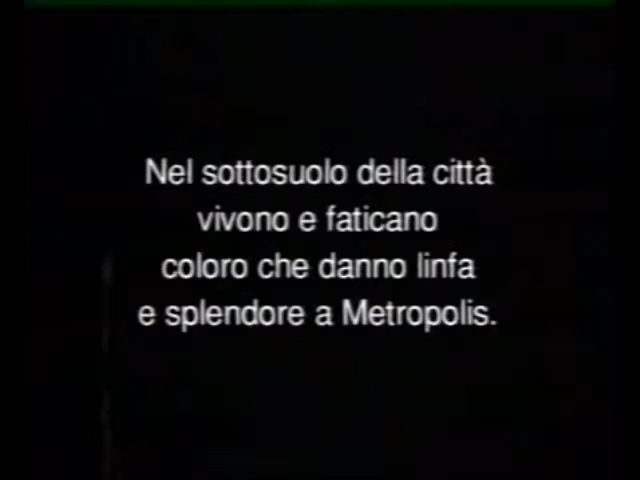 Nel sottosuolo della città
vivono e faticano
coloro che danno linfa
e splendore a Metropolis.